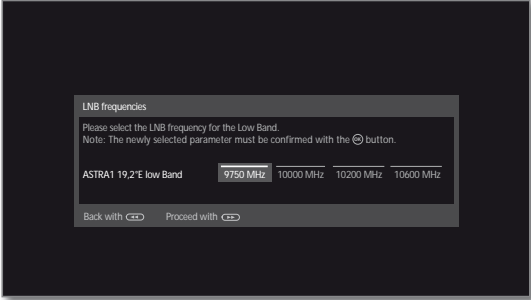 LNB frequencies
Please select the LNB frequency for the Low Band.
Note: The newly selected parameter must be confirmed with the OK button.
ASTRA1 19,2°E low Band 9750 MHz 10000 MHz 10200 MHz 10600 MHz
Back with ◄◄ Proceed with ►►